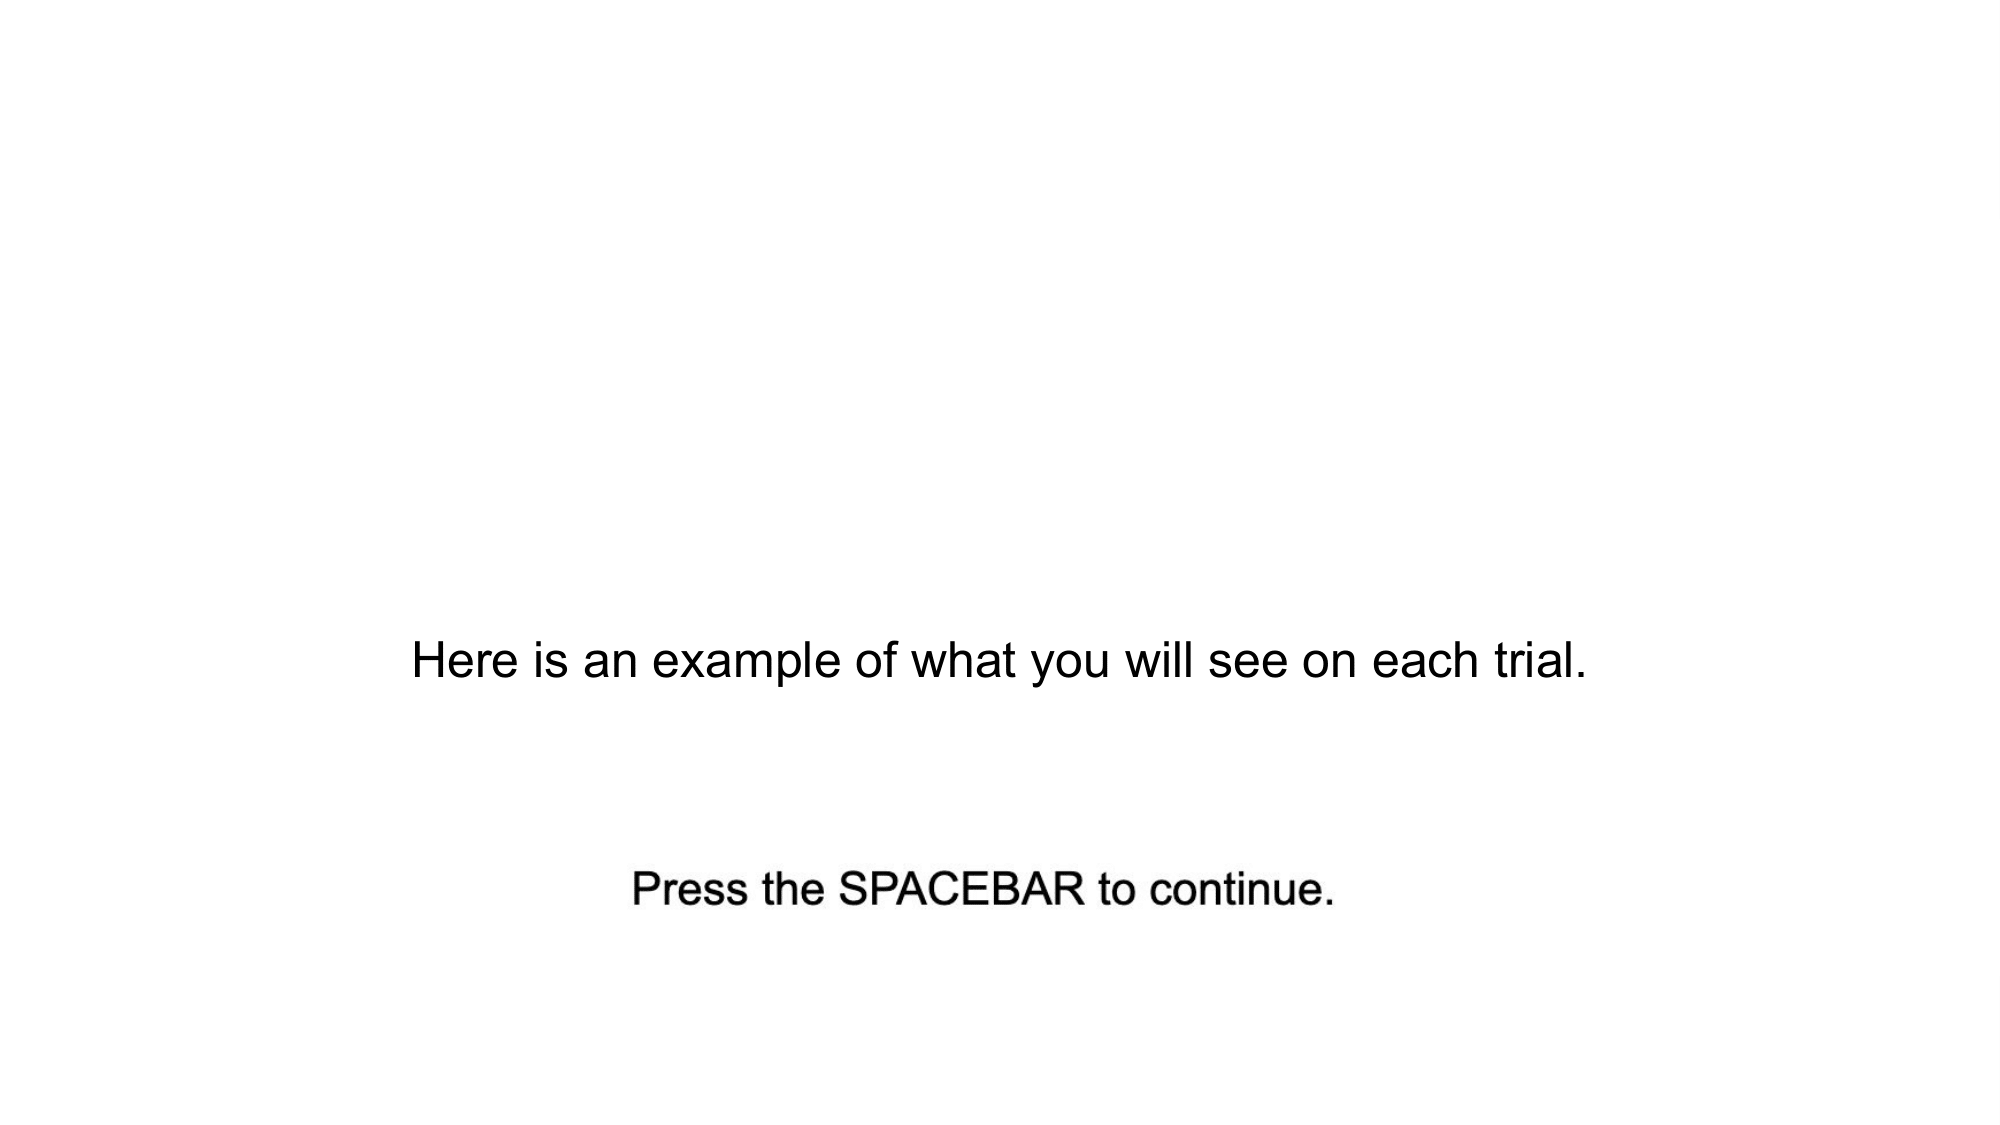 Here is an example of what you will see on each trial.
Press the SPACEBAR to continue.